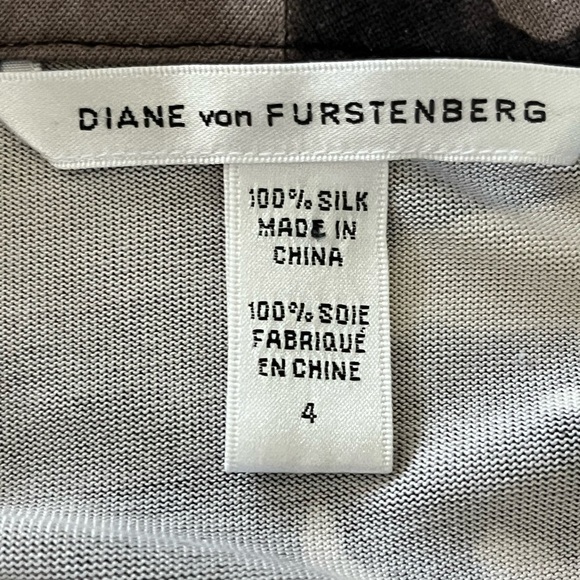 DIANE von FURSTENBERG
100% SILK
MADE IN
CHINA
100% SOIE
FABRIQUÉ
EN CHINE
4